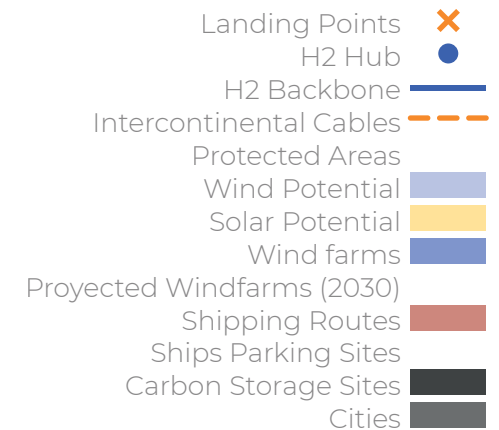 Landing Points
H2 Hub
H2 Backbone
Intercontinental Cables
Protected Areas
Wind Potential
Solar Potential
Wind farms
Proyected Windfarms (2030)
Shipping Routes
Ships Parking Sites
Carbon Storage Sites
Cities